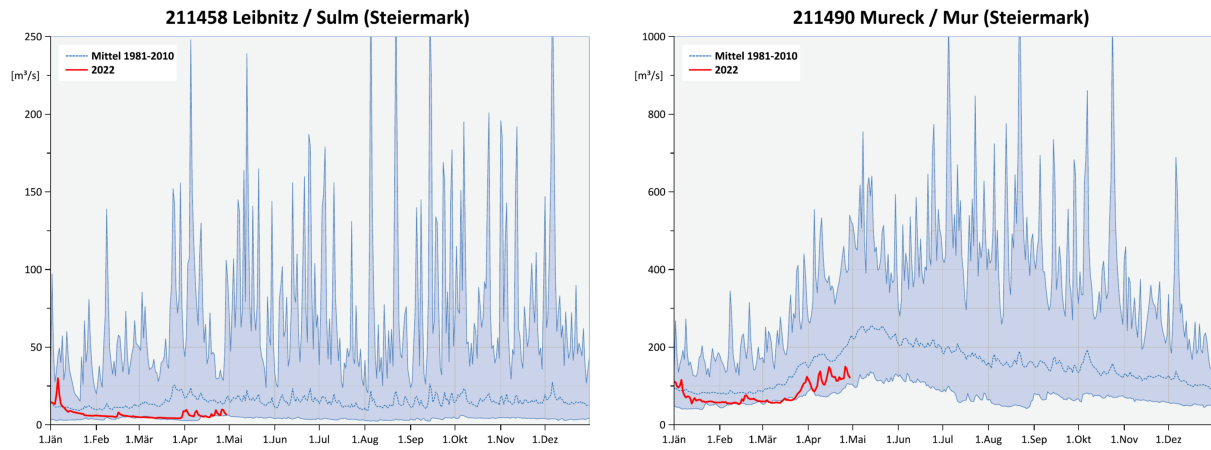 211458 Leibnitz / Sulm (Steiermark)
250
[m³/s]
200
150
100
50
0
Mittel 1981-2010
2022
1.Jän 1.Feb 1.Mär 1.Apr 1.Mai 1.Jun 1.Jul 1.Aug 1.Sep 1.Okt 1.Nov 1.Dez
211490 Mureck / Mur (Steiermark)
1000
[m³/s]
800
600
400
200
0
Mittel 1981-2010
2022
1.Jän 1.Feb 1.Mär 1.Apr 1.Mai 1.Jun 1.Jul 1.Aug 1.Sep 1.Okt 1.Nov 1.Dez